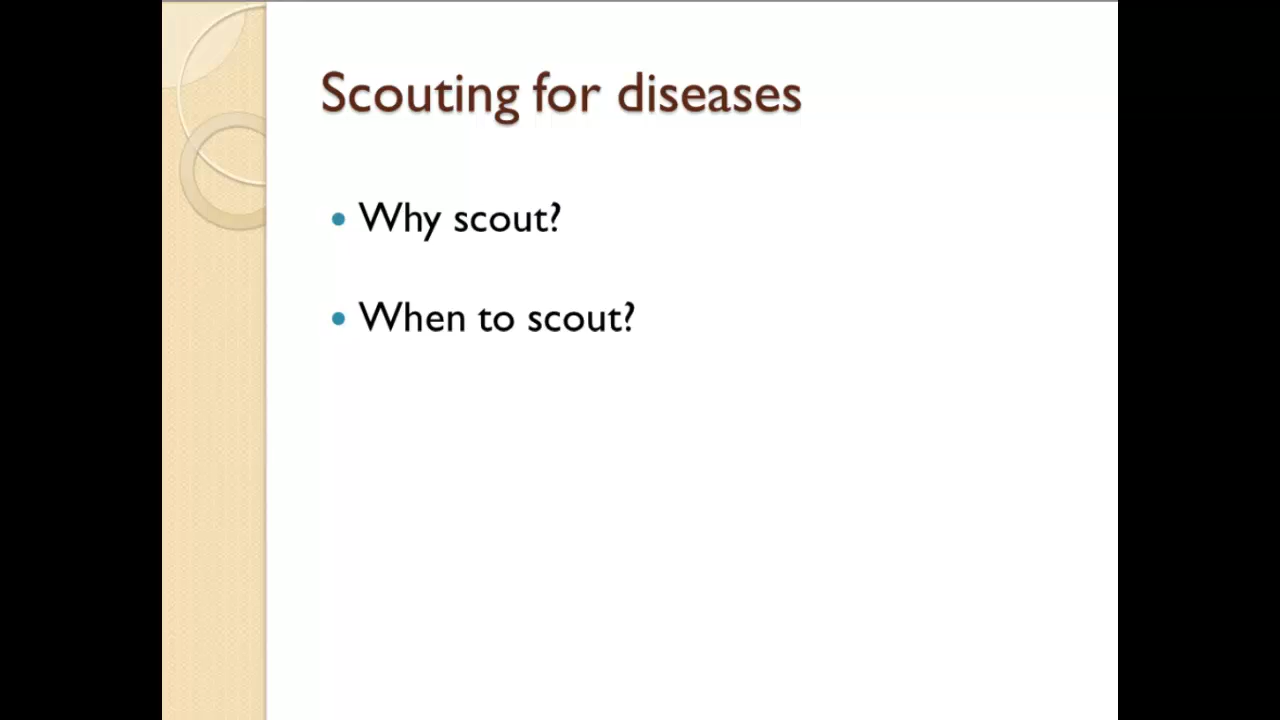 Scouting for diseases
• Why scout?
• When to scout?